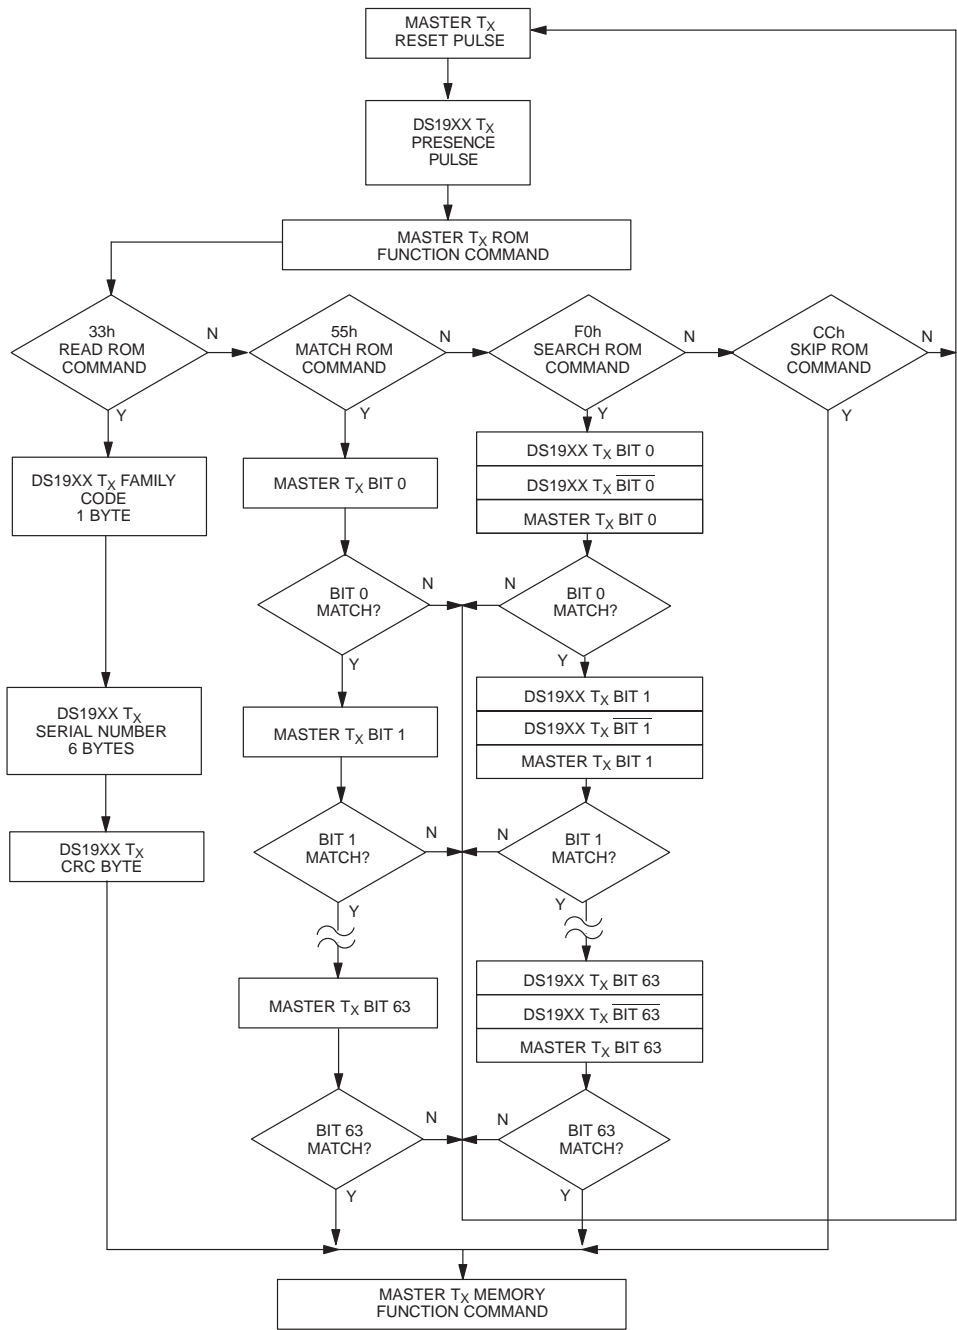 MASTER TX
RESET PULSE
DS19XX TX
PRESENCE
PULSE
MASTER TX ROM
FUNCTION COMMAND
33h
READ ROM
COMMAND
N
Y
55h
MATCH ROM
COMMAND
N
Y
F0h
SEARCH ROM
COMMAND
N
Y
CCh
SKIP ROM
COMMAND
N
Y
DS19XX TX FAMILY
CODE
1 BYTE
DS19XX TX
SERIAL NUMBER
6 BYTES
DS19XX TX
CRC BYTE
MASTER TX BIT 0
BIT 0
MATCH?
N
Y
MASTER TX BIT 1
BIT 1
MATCH?
N
Y
MASTER TX BIT 63
BIT 63
MATCH?
N
Y
DS19XX TX BIT 0
DS19XX TX BIT 0
MASTER TX BIT 0
BIT 0
MATCH?
N
Y
DS19XX TX BIT 1
DS19XX TX BIT 1
MASTER TX BIT 1
BIT 1
MATCH?
N
Y
DS19XX TX BIT 63
DS19XX TX BIT 63
MASTER TX BIT 63
BIT 63
MATCH?
N
Y
MASTER TX MEMORY
FUNCTION COMMAND